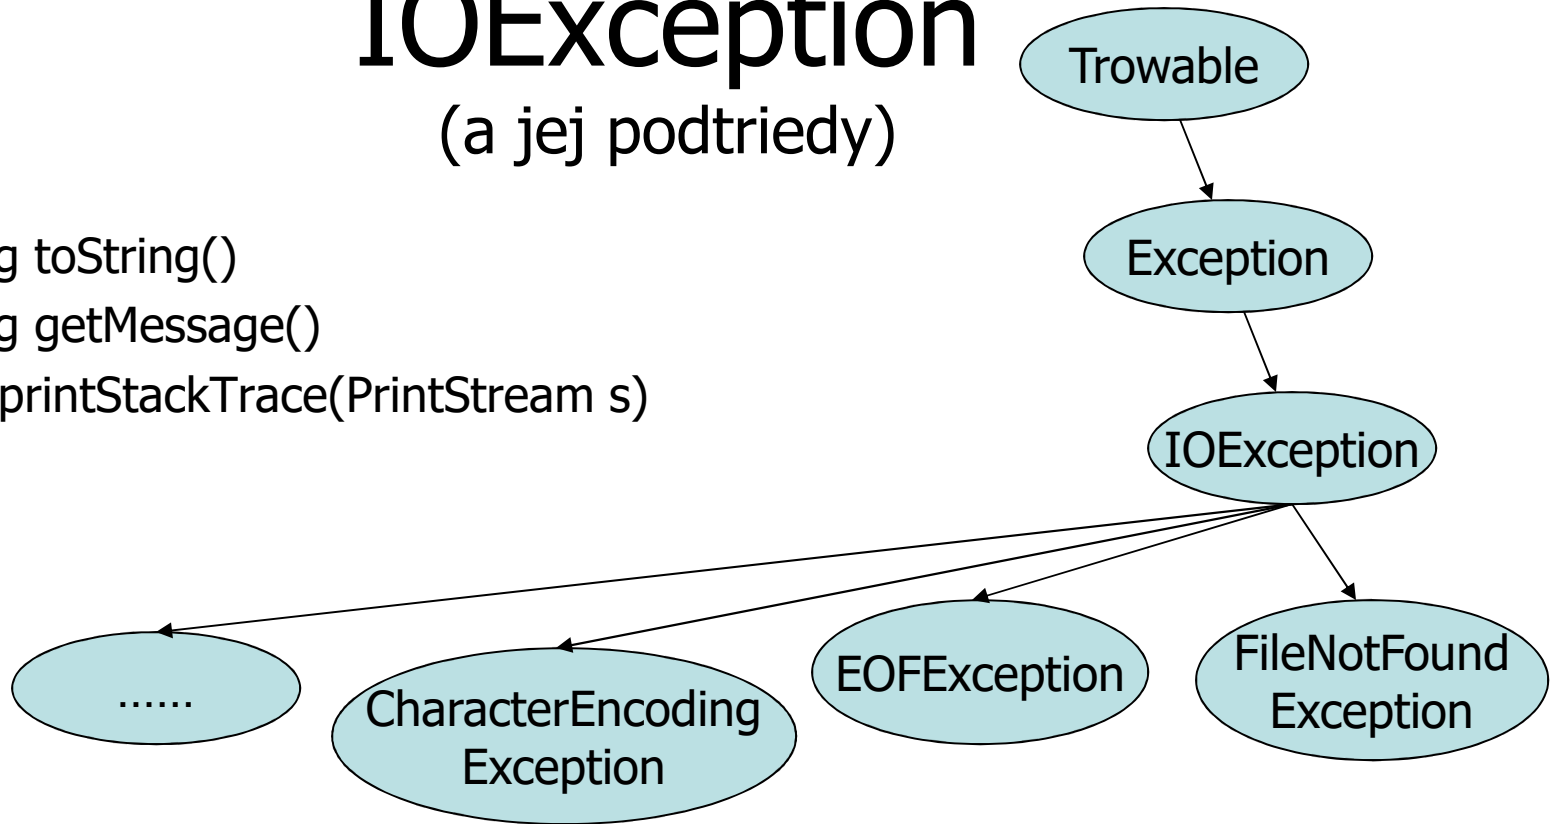 IOException
(a jej podtriedy)
g toString()
g getMessage()
printStackTrace(PrintStream s)
Trowable
Exception
IOException
......
CharacterEncoding
Exception
EOFException
FileNotFound
Exception